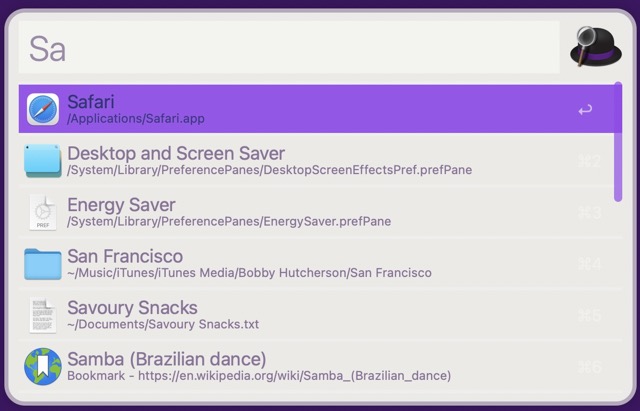 Sa
Safari
/Applications/Safari.app
Desktop and Screen Saver
/System/Library/PreferencePanes/DesktopScreenEffectsPref.prefPane
⌘2
Energy Saver
/System/Library/PreferencePanes/EnergySaver.prefPane
⌘3
PREF
San Francisco
~/Music/iTunes/iTunes Media/Bobby Hutcherson/San Francisco
⌘4
Savoury Snacks
~/Documents/Savoury Snacks.txt
⌘5
Samba (Brazilian dance)
Bookmark - https://en.wikipedia.org/wiki/Samba_(Brazilian_dance)
⌘6